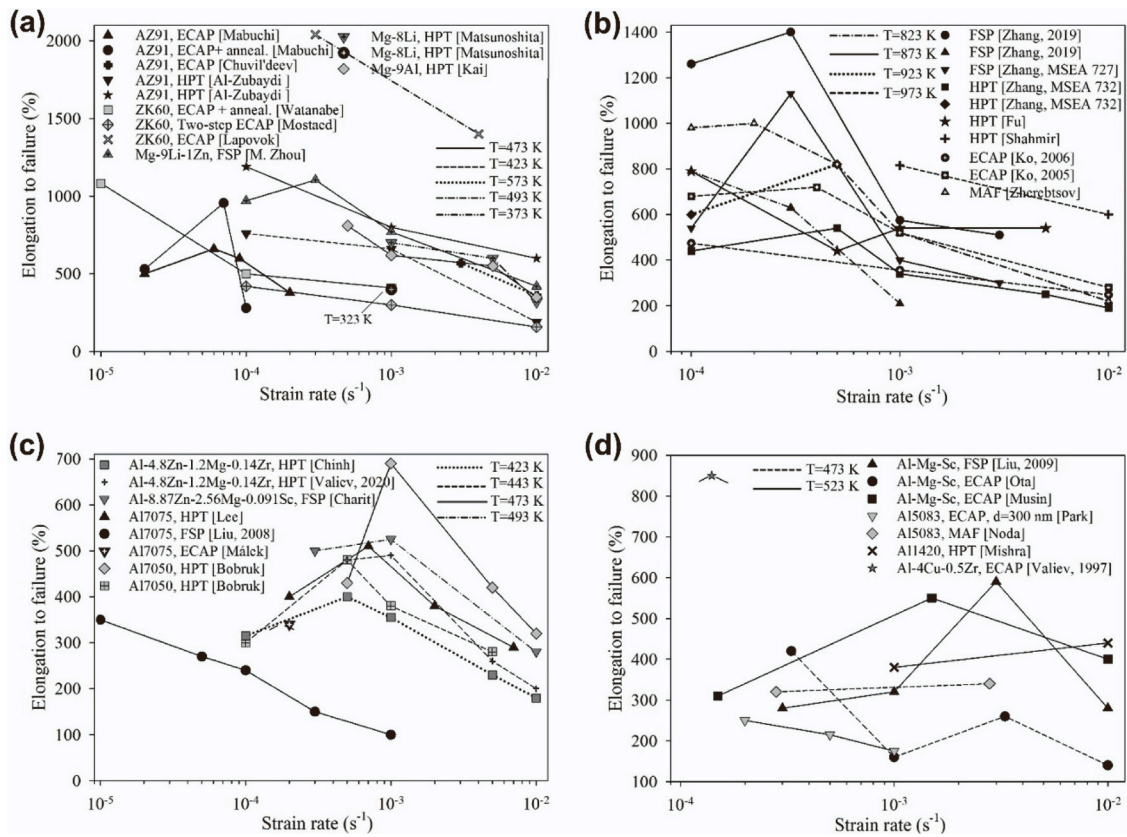 (a)
2000
1500
1000
500
0
Elongation to failure (%)
AZ91, ECAP [Mabuchi]
AZ91, ECAP+ anneal. [Mabuchi]
AZ91, ECAP [Chuvil'deev]
AZ91, HPT [Al-Zubaydi]
AZ91, HPT [Al-Zubaydi ]
ZK60, ECAP + anneal. [Watanabe]
ZK60, Two-step ECAP [Mostaed]
ZK60, ECAP [Lapovok]
Mg-9Li-1Zn, FSP [M. Zhou]
Mg-8Li, HPT [Matsunoshita]
Mg-8Li, HPT [Matsunoshita]
Mg-9Al, HPT [Kai]
T=473 K
T=423 K
T=573 K
T=493 K
T=373 K
T=323 K
10-5
10-4
10-3
10-2
Strain rate (s-1)
(b)
1400
1200
1000
800
600
400
200
0
Elongation to failure (%)
T=823 K
T=873 K
T=923 K
T=973 K
FSP [Zhang, 2019]
FSP [Zhang, 2019]
FSP [Zhang, MSEA 727]
HPT [Zhang, MSEA 732]
HPT [Zhang, MSEA 732]
HPT [Fu]
HPT [Shahmir]
ECAP [Ko, 2006]
ECAP [Ko, 2005]
MAF [Zherebtsov]
10-4
10-3
10-2
Strain rate (s-1)
(c)
700
600
500
400
300
200
100
0
Elongation to failure (%)
Al-4.8Zn-1.2Mg-0.14Zr, HPT [Chinh]
Al-4.8Zn-1.2Mg-0.14Zr, HPT [Valiev, 2020]
Al-8.87Zn-2.56Mg-0.091Sc, FSP [Charit]
Al7075, HPT [Lee]
Al7075, FSP [Liu, 2008]
Al7075, ECAP [Málek]
Al7050, HPT [Bobruk]
Al7050, HPT [Bobruk]
T=423 K
T=443 K
T=473 K
T=493 K
10-5
10-4
10-3
10-2
Strain rate (s-1)
(d)
900
800
700
600
500
400
300
200
100
Elongation to failure (%)
T=473 K
T=523 K
Al-Mg-Sc, FSP [Liu, 2009]
Al-Mg-Sc, ECAP [Ota]
Al-Mg-Sc, ECAP [Musin]
Al5083, ECAP, d=300 nm [Park]
Al5083, MAF [Noda]
Al1420, HPT [Mishra]
Al-4Cu-0.5Zr, ECAP [Valiev, 1997]
10-4
10-3
10-2
Strain rate (s-1)